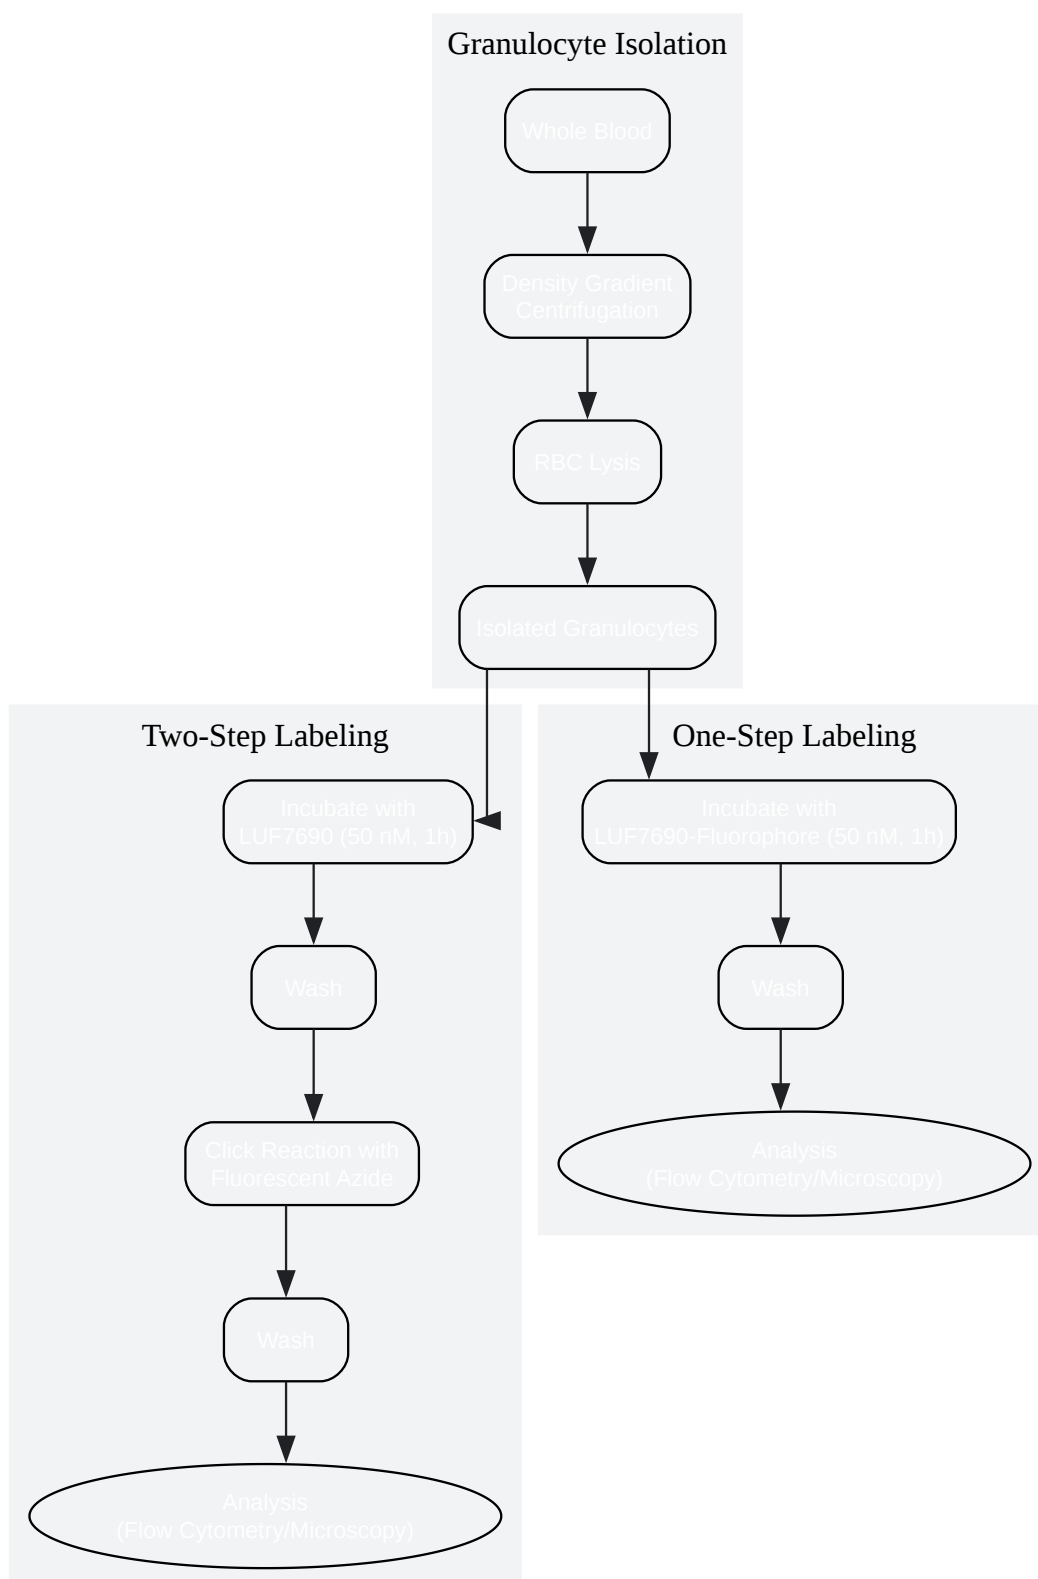 Granulocyte Isolation
Whole Blood
Density Gradient
Centrifugation
RBC Lysis
Isolated Granulocytes
Two-Step Labeling
Incubate with
LUF7690 (50 nM, 1h)
Wash
Click Reaction with
Fluorescent Azide
Wash
Analysis
(Flow Cytometry/Microscopy)
One-Step Labeling
Incubate with
LUF7690-Fluorophore (50 nM, 1h)
Wash
Analysis
(Flow Cytometry/Microscopy)